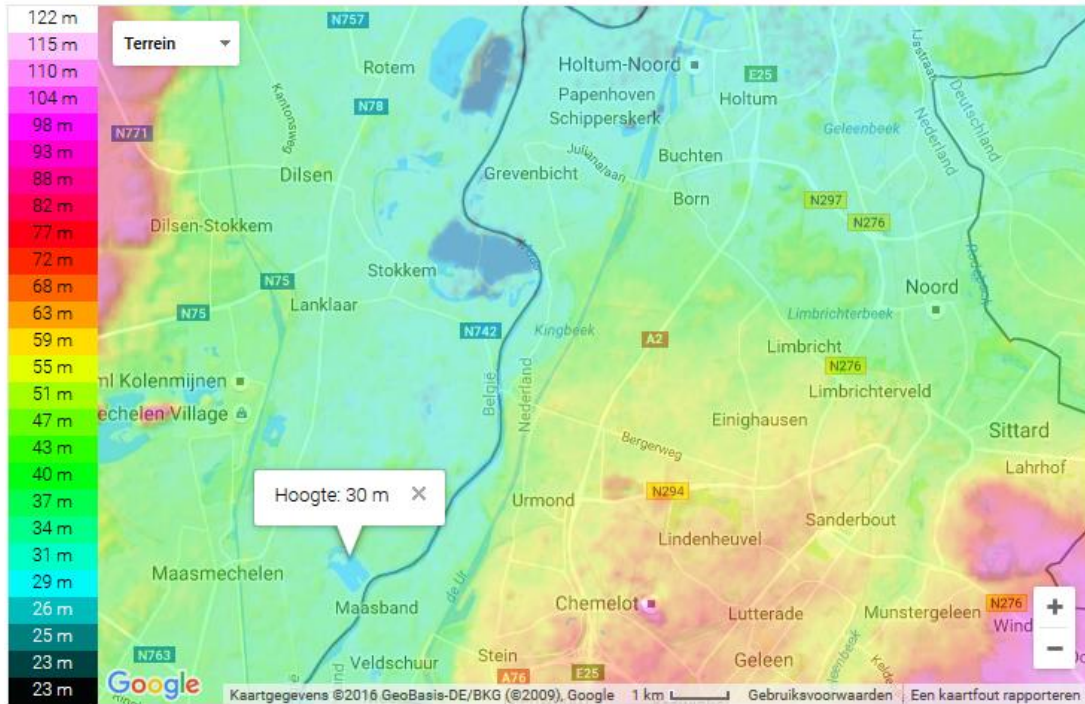 122 m
115 m
110 m
104 m
98 m
93 m
88 m
82 m
77 m
72 m
68 m
63 m
59 m
55 m
51 m
47 m
43 m
40 m
37 m
34 m
31 m
29 m
26 m
25 m
23 m
23 m
Terrein
N757
Rotem
Holtum-Noord
E25
Papenhoven
Holtum
Schipperskerk
IJsstraat
Deutschland
Nederland
Kantonsweg
N78
N771
Geleenbeek
Julianalaan
Buchten
Dilsen
Grevenbicht
Born
N297
N276
Dilsen-Stokkem
Stokkem
N75
Lanklaar
N75
N742
Kingbeek
A2
Noord
Limbrichterbeek
Limbricht
N276
ml Kolenmijnen
België
Nederland
Limbrichterveld
echelen Village
Einighausen
Sittard
Bergerweg
Lahrhof
Hoogte: 30 m
Urmond
N294
Sanderbout
Lindenheuvel
Maasmechelen
de Ut
Chemelot
Maasband
Lutterade
Munstergeleen
N276
Wind
N763
Veldschuur
Stein
Geleen
eleenbeek
A76
E25
+
−
Google
Kaartgegevens ©2016 GeoBasis-DE/BKG (©2009), Google
1 km
Gebruiksvoorwaarden
Een kaartfout rapporteren